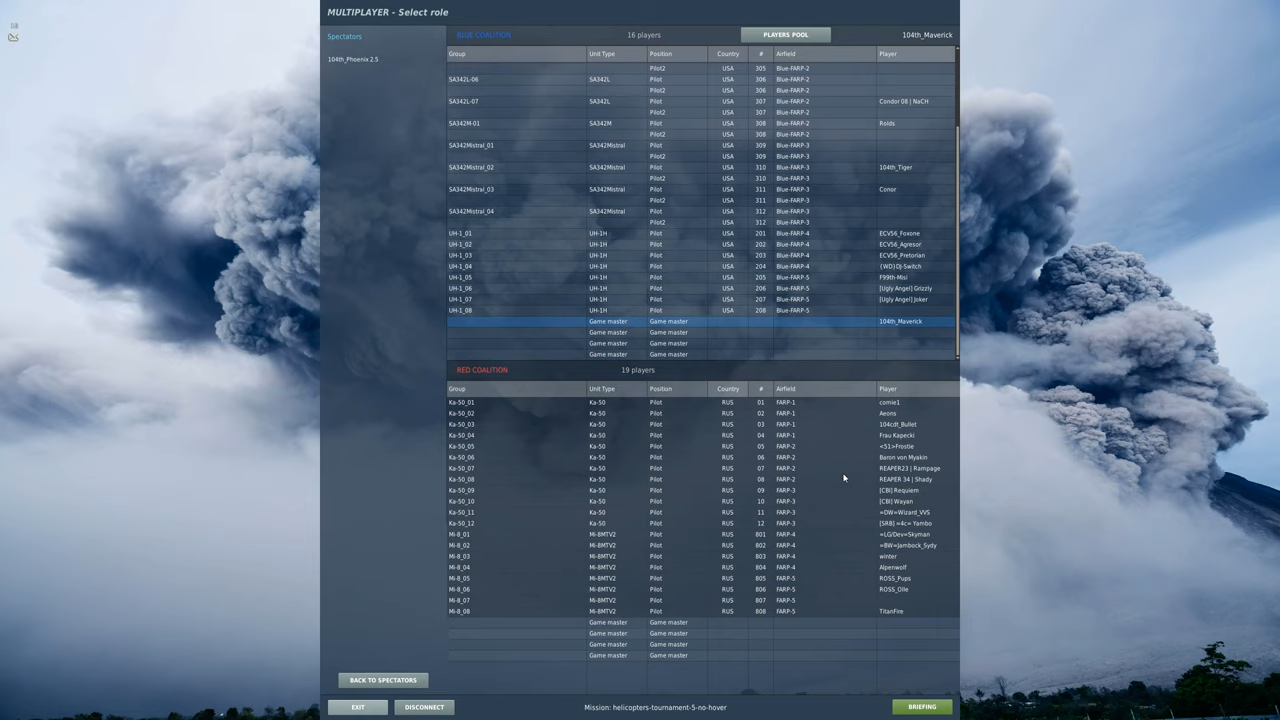 MULTIPLAYER - Select role
Spectators
104th_Phoenix 2.5
BLUE COALITION 16 players PLAYERS POOL 104th_Maverick
Group Unit Type Position Country # Airfield Player
Pilot2 USA 305 Blue-FARP-2
SA342L-06 SA342L Pilot USA 306 Blue-FARP-2
Pilot2 USA 306 Blue-FARP-2
SA342L-07 SA342L Pilot USA 307 Blue-FARP-2 Condor 08 | NaCH
Pilot2 USA 307 Blue-FARP-2
SA342M-01 SA342M Pilot USA 308 Blue-FARP-2 Rolds
Pilot2 USA 308 Blue-FARP-2
SA342Mistral_01 SA342Mistral Pilot USA 309 Blue-FARP-3
Pilot2 USA 309 Blue-FARP-3
SA342Mistral_02 SA342Mistral Pilot USA 310 Blue-FARP-3 104th_Tiger
Pilot2 USA 310 Blue-FARP-3
SA342Mistral_03 SA342Mistral Pilot USA 311 Blue-FARP-3 Conor
Pilot2 USA 311 Blue-FARP-3
SA342Mistral_04 SA342Mistral Pilot USA 312 Blue-FARP-3
Pilot2 USA 312 Blue-FARP-3
UH-1_01 UH-1H Pilot USA 201 Blue-FARP-4 ECV56_Foxone
UH-1_02 UH-1H Pilot USA 202 Blue-FARP-4 ECV56_Agresor
UH-1_03 UH-1H Pilot USA 203 Blue-FARP-4 ECV56_Pretorian
UH-1_04 UH-1H Pilot USA 204 Blue-FARP-4 {WD}DJ-Switch
UH-1_05 UH-1H Pilot USA 205 Blue-FARP-5 F99th-Misi
UH-1_06 UH-1H Pilot USA 206 Blue-FARP-5 [Ugly Angel] Grizzly
UH-1_07 UH-1H Pilot USA 207 Blue-FARP-5 [Ugly Angel] Joker
UH-1_08 UH-1H Pilot USA 208 Blue-FARP-5
Game master Game master 104th_Maverick
Game master Game master
Game master Game master
Game master Game master
RED COALITION 19 players
Group Unit Type Position Country # Airfield Player
Ka-50_01 Ka-50 Pilot RUS 01 FARP-1 comie1
Ka-50_02 Ka-50 Pilot RUS 02 FARP-1 Aeons
Ka-50_03 Ka-50 Pilot RUS 03 FARP-1 104cdt_Bullet
Ka-50_04 Ka-50 Pilot RUS 04 FARP-1 Frau Kapecki
Ka-50_05 Ka-50 Pilot RUS 05 FARP-2 <51>Frostie
Ka-50_06 Ka-50 Pilot RUS 06 FARP-2 Baron von Myakin
Ka-50_07 Ka-50 Pilot RUS 07 FARP-2 REAPER23 | Rampage
Ka-50_08 Ka-50 Pilot RUS 08 FARP-2 REAPER 34 | Shady
Ka-50_09 Ka-50 Pilot RUS 09 FARP-3 [CBI] Requiem
Ka-50_10 Ka-50 Pilot RUS 10 FARP-3 [CBI] Wayan
Ka-50_11 Ka-50 Pilot RUS 11 FARP-3 =DW=Wizard_VVS
Ka-50_12 Ka-50 Pilot RUS 12 FARP-3 [SRB] =4c= Yambo
Mi-8_01 Mi-8MTV2 Pilot RUS 801 FARP-4 =LG/Dev=Skyman
Mi-8_02 Mi-8MTV2 Pilot RUS 802 FARP-4 =BW=Jambock_Sydy
Mi-8_03 Mi-8MTV2 Pilot RUS 803 FARP-4 winter
Mi-8_04 Mi-8MTV2 Pilot RUS 804 FARP-4 Alpenwolf
Mi-8_05 Mi-8MTV2 Pilot RUS 805 FARP-5 ROSS_Pups
Mi-8_06 Mi-8MTV2 Pilot RUS 806 FARP-5 ROSS_Olle
Mi-8_07 Mi-8MTV2 Pilot RUS 807 FARP-5
Mi-8_08 Mi-8MTV2 Pilot RUS 808 FARP-5 TitanFire
Game master Game master
Game master Game master
Game master Game master
Game master Game master
BACK TO SPECTATORS
EXIT DISCONNECT Mission: helicopters-tournament-5-no-hover BRIEFING